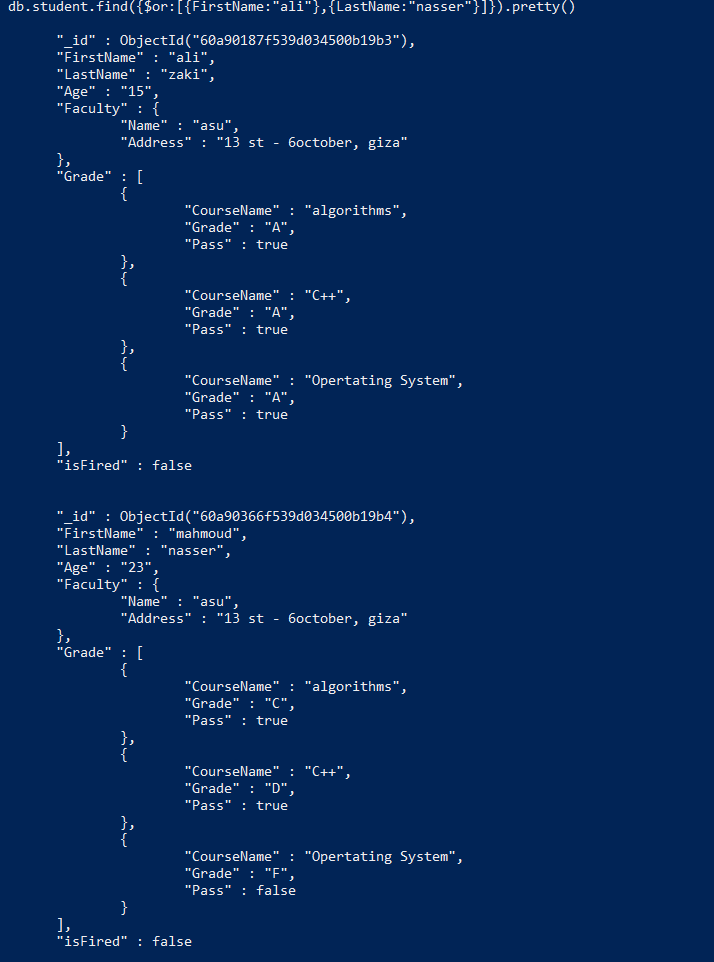 db.student.find({$or:[{FirstName:"ali"},{LastName:"nasser"}]}).pretty()
"_id" : ObjectId("60a90187f539d034500b19b3"),
"FirstName" : "ali",
"LastName" : "zaki",
"Age" : "15",
"Faculty" : {
"Name" : "asu",
"Address" : "13 st - 6october, giza"
},
"Grade" : [
{
"CourseName" : "algorithms",
"Grade" : "A",
"Pass" : true
},
{
"CourseName" : "C++",
"Grade" : "A",
"Pass" : true
},
{
"CourseName" : "Opertating System",
"Grade" : "A",
"Pass" : true
}
],
"isFired" : false
"_id" : ObjectId("60a90366f539d034500b19b4"),
"FirstName" : "mahmoud",
"LastName" : "nasser",
"Age" : "23",
"Faculty" : {
"Name" : "asu",
"Address" : "13 st - 6october, giza"
},
"Grade" : [
{
"CourseName" : "algorithms",
"Grade" : "C",
"Pass" : true
},
{
"CourseName" : "C++",
"Grade" : "D",
"Pass" : true
},
{
"CourseName" : "Opertating System",
"Grade" : "F",
"Pass" : false
}
],
"isFired" : false